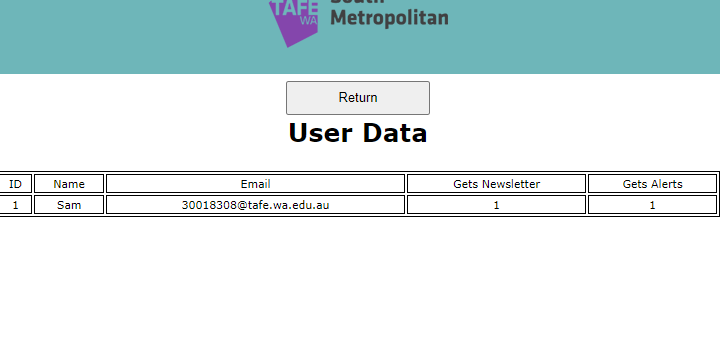 South
TAFE
WA
Metropolitan
Return
User Data
ID Name Email Gets Newsletter Gets Alerts
1 Sam 30018308@tafe.wa.edu.au 1 1